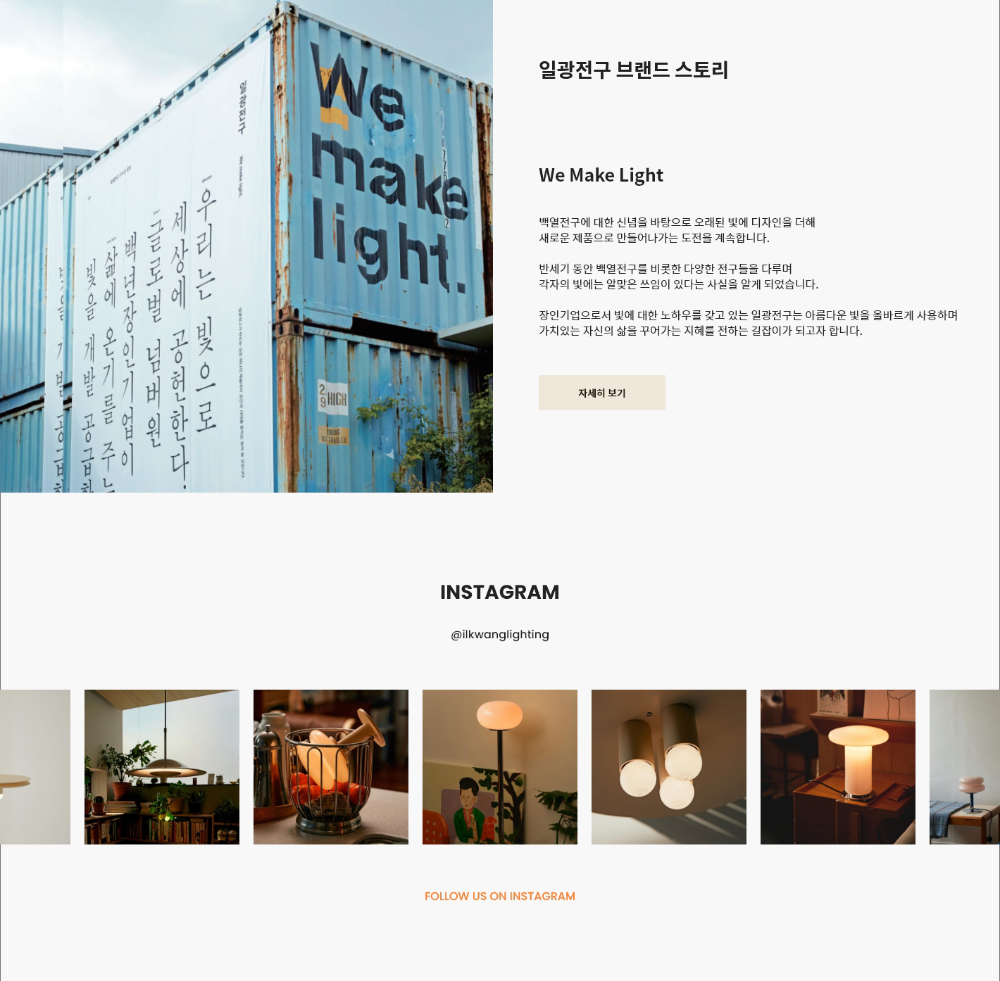 일광전구
We make light.
우리는 빛으로
세상에 공헌한다.
글로벌 넘버원
백년장인기업이
삶에 온기를 주는
빛을 개발 공급
We
make
light.
29 HIGH
일광전구 브랜드 스토리
We Make Light
백열전구에 대한 신념을 바탕으로 오래된 빛에 디자인을 더해
새로운 제품으로 만들어나가는 도전을 계속합니다.
반세기 동안 백열전구를 비롯한 다양한 전구들을 다루며
각자의 빛에는 알맞은 쓰임이 있다는 사실을 알게 되었습니다.
장인기업으로서 빛에 대한 노하우를 갖고 있는 일광전구는 아름다운 빛을 올바르게 사용하며
가치있는 자신의 삶을 꾸어가는 지혜를 전하는 길잡이가 되고자 합니다.
자세히 보기
INSTAGRAM
@ilkwanglighting
FOLLOW US ON INSTAGRAM